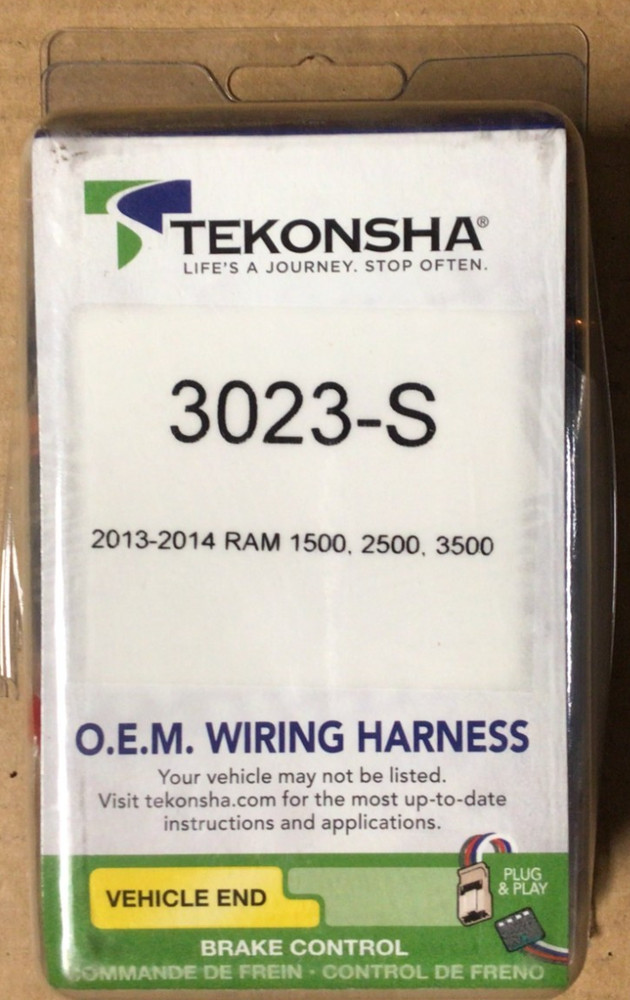 TEKONSHA®
LIFE'S A JOURNEY. STOP OFTEN.
3023-S
2013-2014 RAM 1500, 2500, 3500
O.E.M. WIRING HARNESS
Your vehicle may not be listed.
Visit tekonsha.com for the most up-to-date
instructions and applications.
PLUG
& PLAY
VEHICLE END
BRAKE CONTROL
COMMANDE DE FREIN · CONTROL DE FRENO